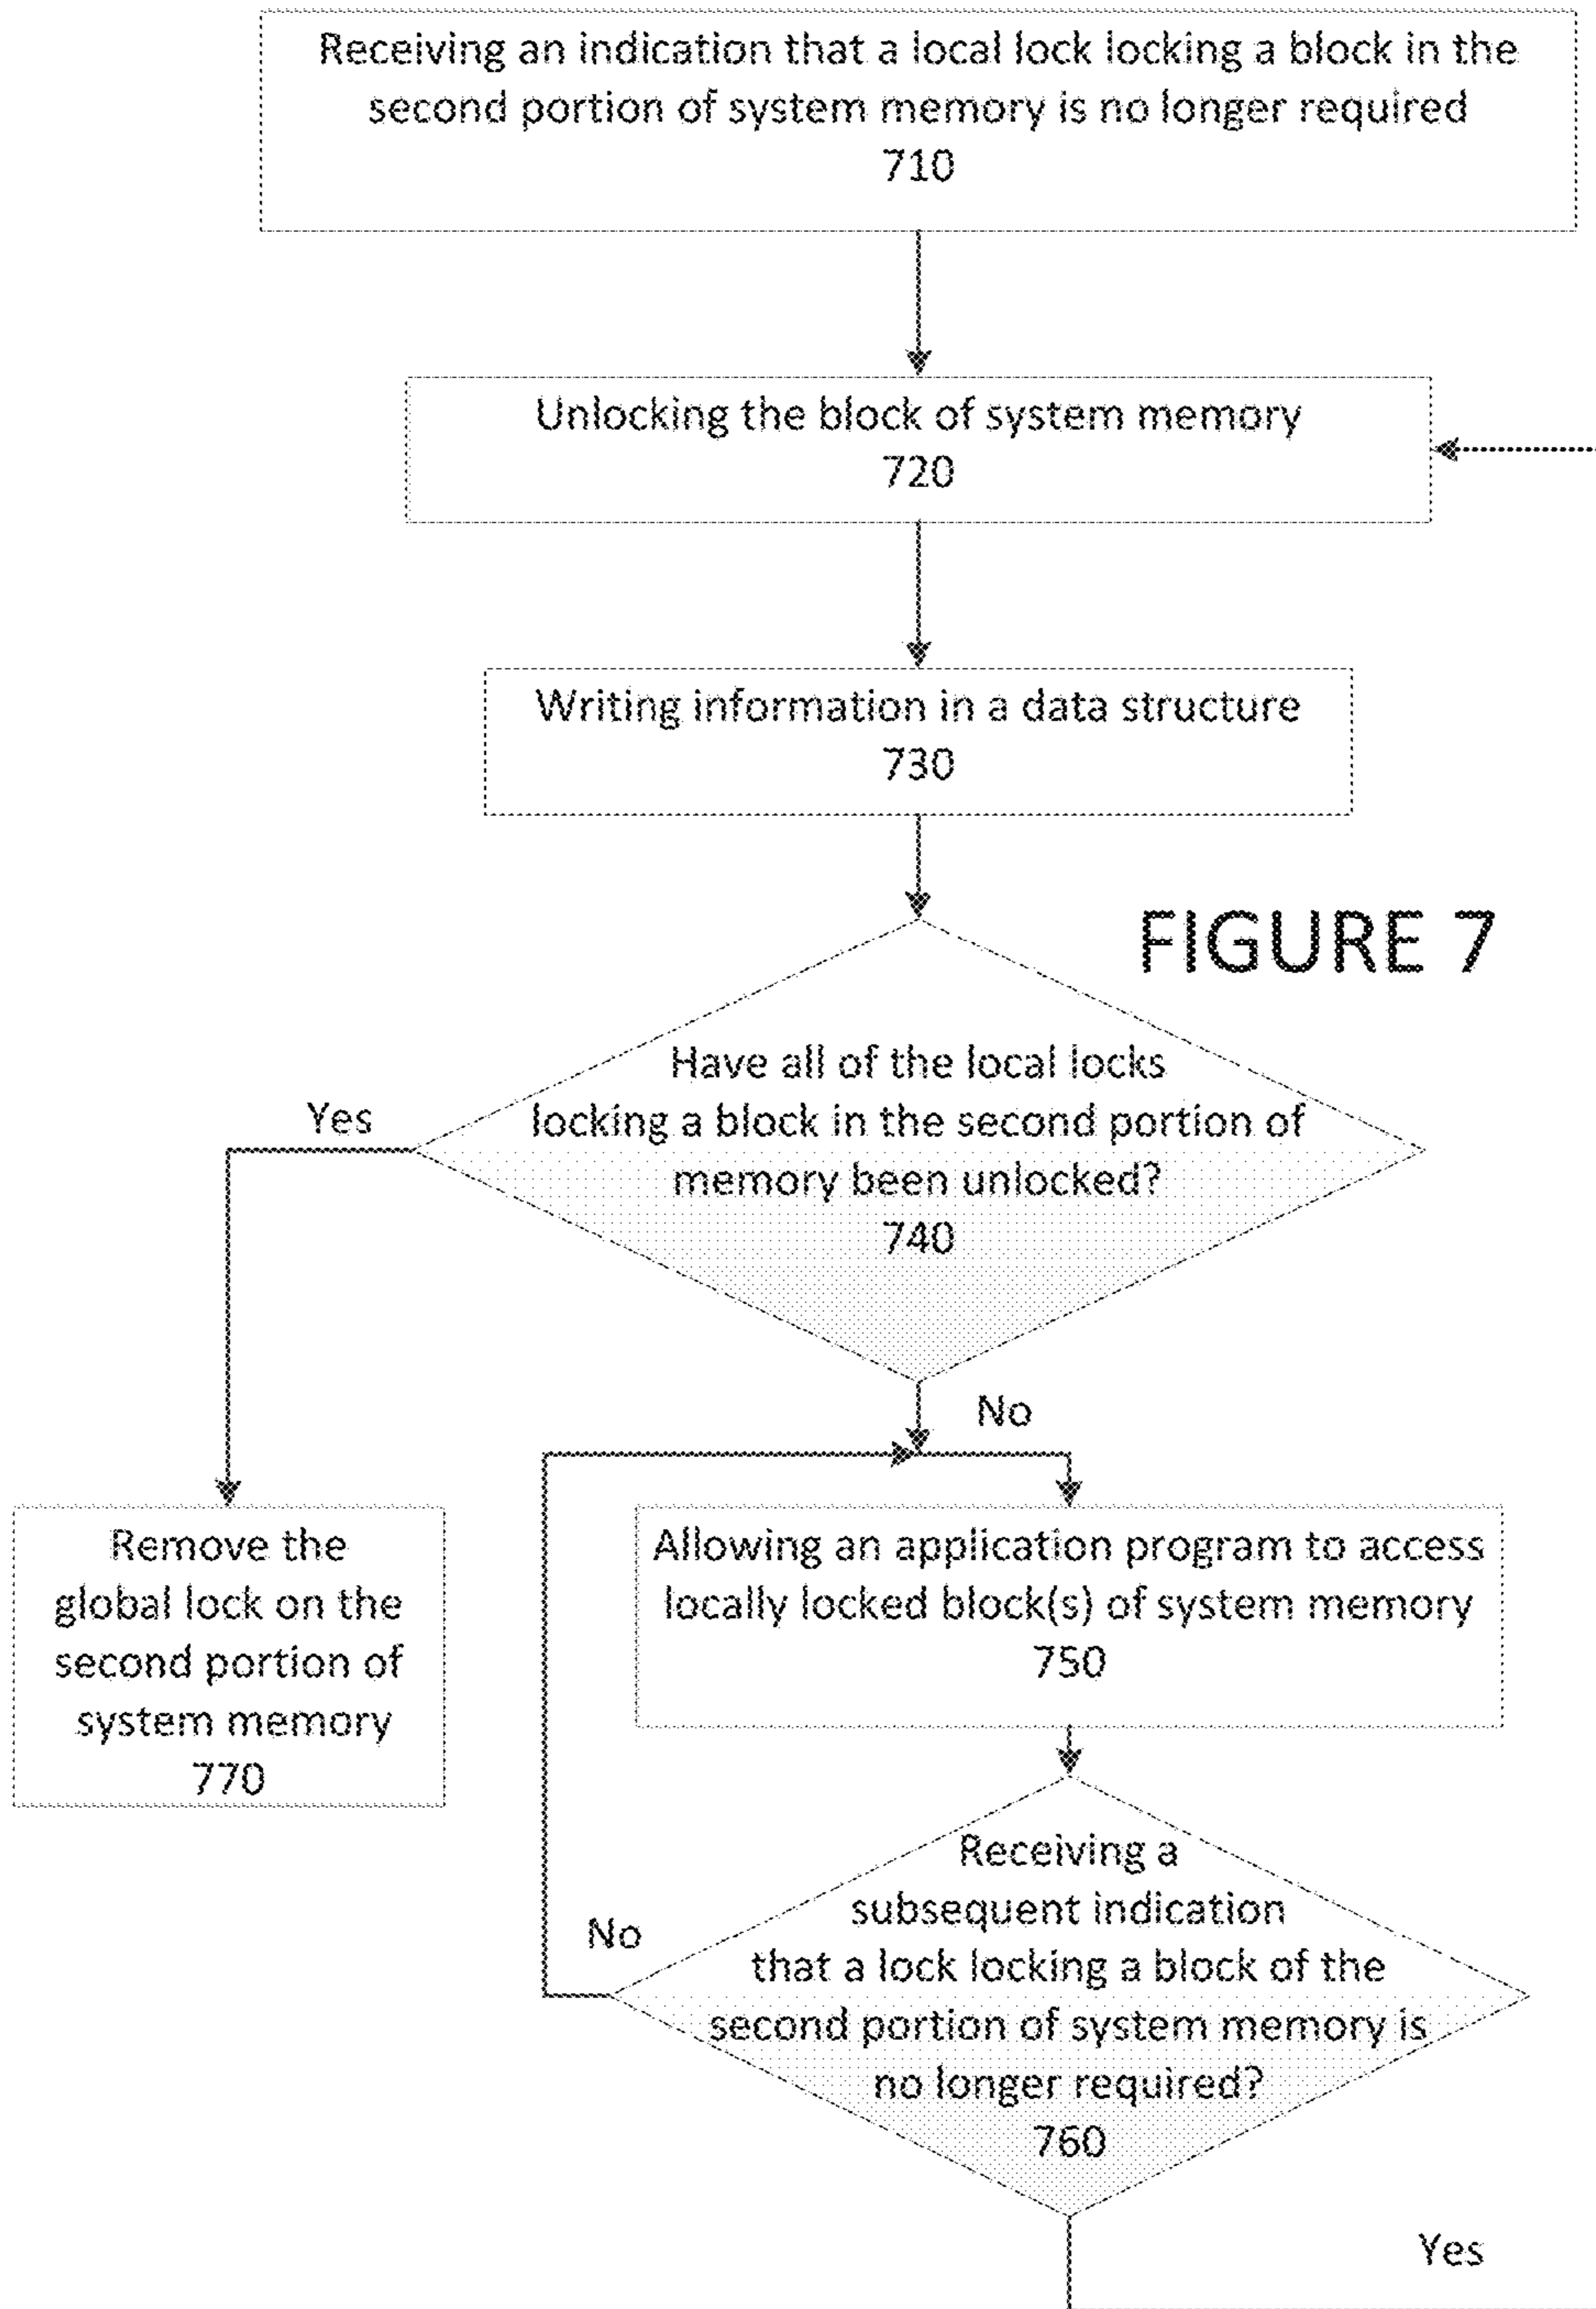 Receiving an indication that a local lock locking a block in the
second portion of system memory is no longer required
710
Unlocking the block of system memory
720
Writing information in a data structure
730
FIGURE 7
Have all of the local locks
locking a block in the second portion of
memory been unlocked?
740
Yes
No
Remove the
global lock on the
second portion of
system memory
770
Allowing an application program to access
locally locked block(s) of system memory
750
Receiving a
subsequent indication
that a lock locking a block of the
second portion of system memory is
no longer required?
760
No
Yes